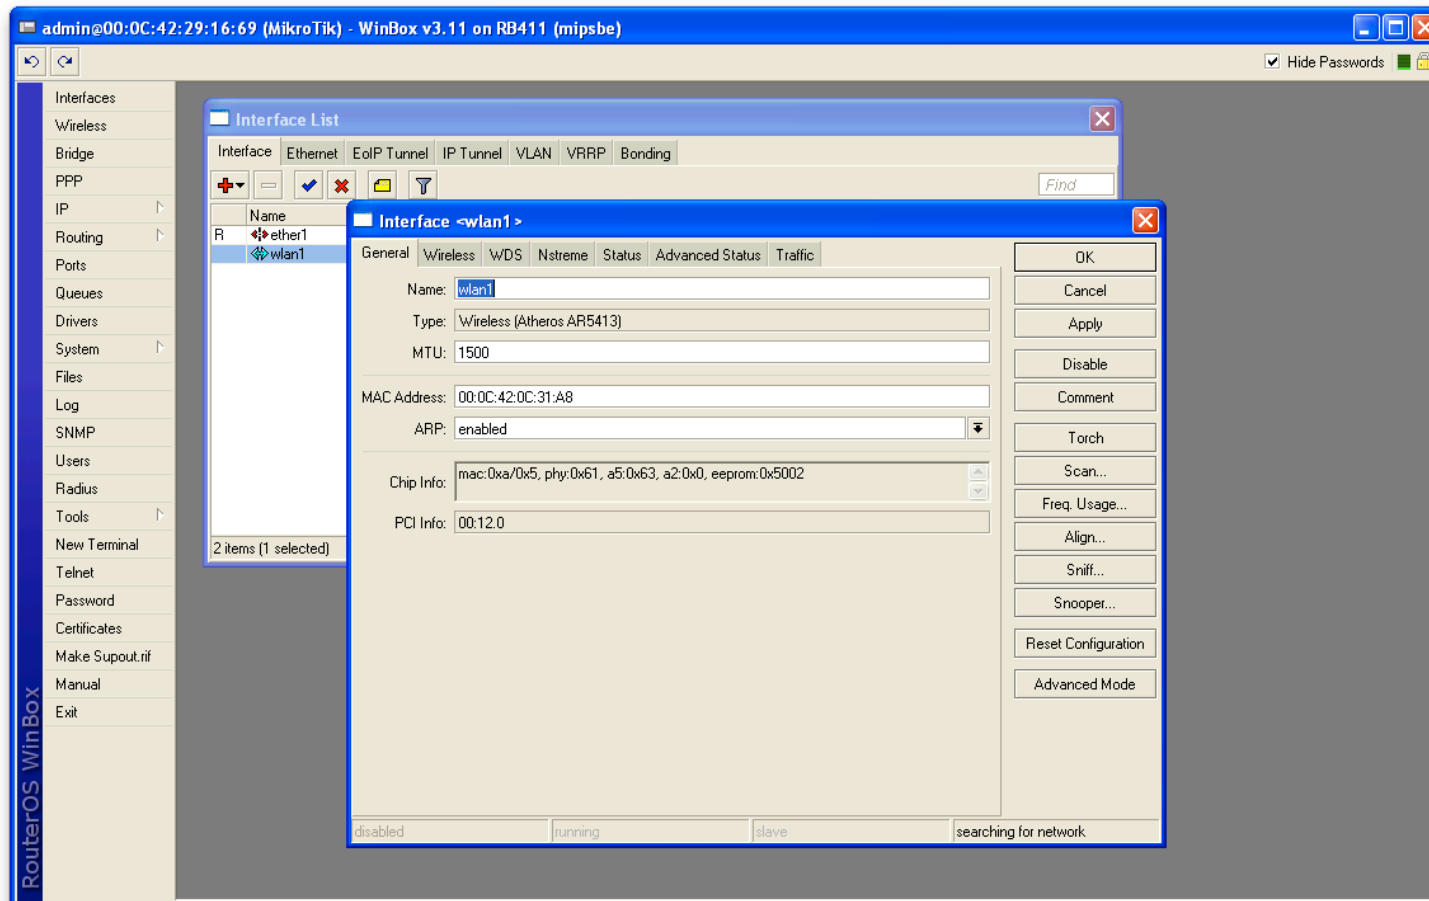 admin@00:0C:42:29:16:69 (MikroTik) - WinBox v3.11 on RB411 (mipsbe)
Hide Passwords
RouterOS WinBox
Interfaces
Wireless
Bridge
PPP
IP
Routing
Ports
Queues
Drivers
System
Files
Log
SNMP
Users
Radius
Tools
New Terminal
Telnet
Password
Certificates
Make Supout.rif
Manual
Exit
Interface List
Interface Ethernet EoIP Tunnel IP Tunnel VLAN VRRP Bonding
Find
Name
R ether1
wlan1
2 items (1 selected)
Interface <wlan1>
General Wireless WDS Nstreme Status Advanced Status Traffic
Name: wlan1
Type: Wireless (Atheros AR5413)
MTU: 1500
MAC Address: 00:0C:42:0C:31:A8
ARP: enabled
Chip Info: mac:0xa/0x5, phy:0x61, a5:0x63, a2:0x0, eeprom:0x5002
PCI Info: 00:12.0
OK
Cancel
Apply
Disable
Comment
Torch
Scan...
Freq. Usage...
Align...
Sniff...
Snooper...
Reset Configuration
Advanced Mode
disabled running slave searching for network